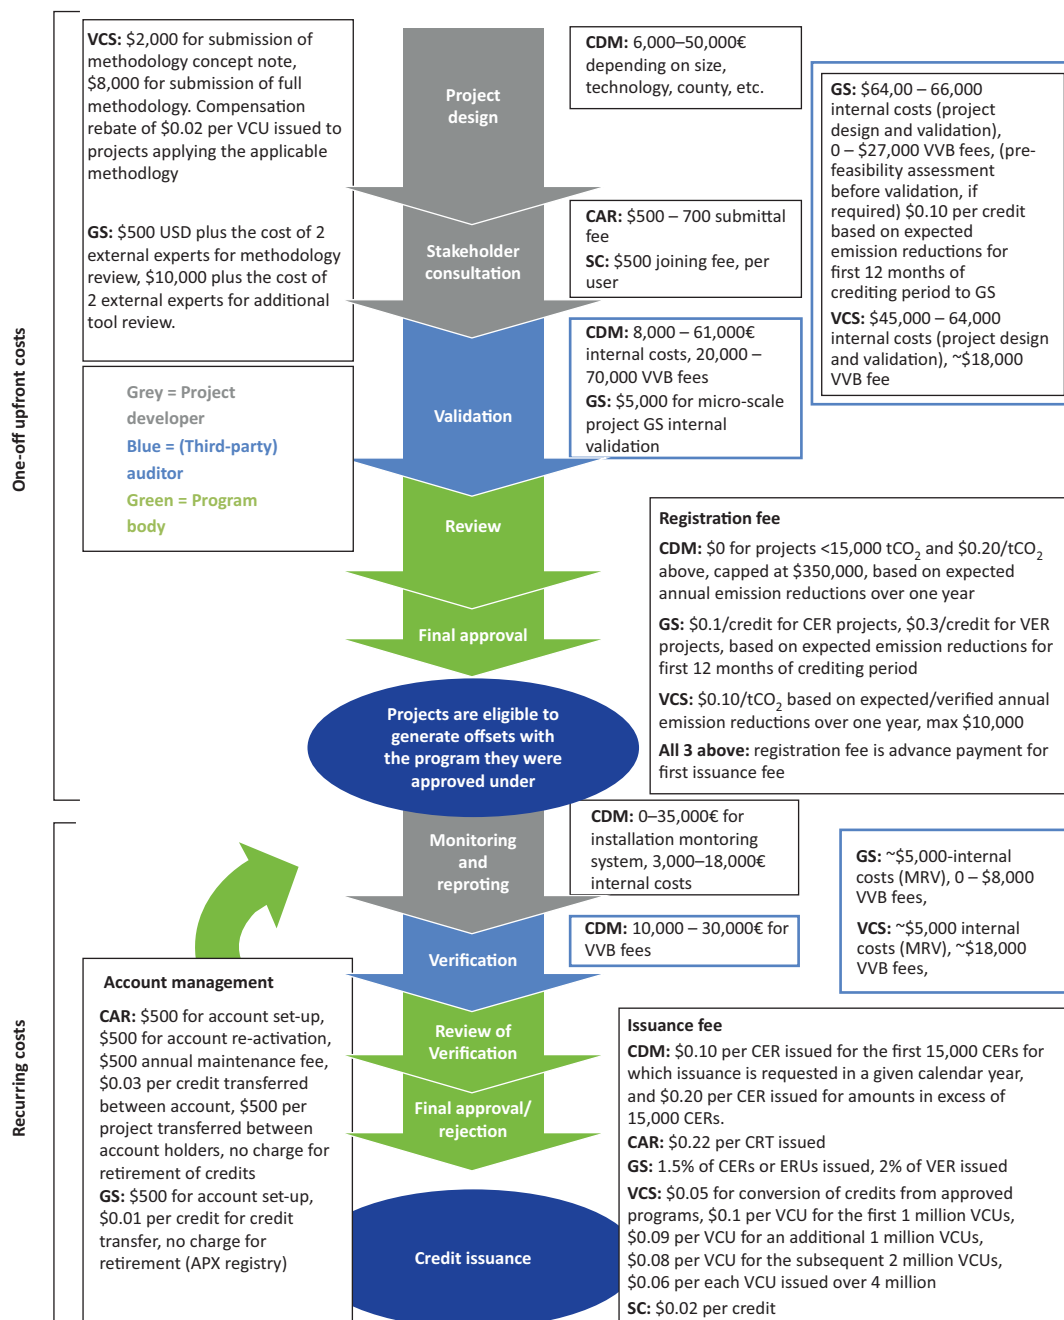 One-off upfront costs
VCS: $2,000 for submission of
methodology concept note,
$8,000 for submission of full
methodology. Compensation
rebate of $0.02 per VCU issued to
projects applying the applicable
methodlogy
GS: $500 USD plus the cost of 2
external experts for methodology
review, $10,000 plus the cost of
2 external experts for additional
tool review.
Grey = Project
developer
Blue = (Third-party)
auditor
Green = Program
body
Project
design
Stakeholder
consultation
Validation
Review
Final approval
Projects are eligible to
generate offsets with
the program they were
approved under
CDM: 6,000–50,000€
depending on size,
technology, county, etc.
CAR: $500 – 700 submittal
fee
SC: $500 joining fee, per
user
CDM: 8,000 – 61,000€
internal costs, 20,000 –
70,000 VVB fees
GS: $5,000 for micro-scale
project GS internal
validation
GS: $64,00 – 66,000
internal costs (project
design and validation),
0 – $27,000 VVB fees, (pre-
feasibility assessment
before validation, if
required) $0.10 per credit
based on expected
emission reductions for
first 12 months of
crediting period to GS
VCS: $45,000 – 64,000
internal costs (project design
and validation), ~$18,000
VVB fee
Registration fee
CDM: $0 for projects <15,000 tCO2 and $0.20/tCO2
above, capped at $350,000, based on expected
annual emission reductions over one year
GS: $0.1/credit for CER projects, $0.3/credit for VER
projects, based on expected emission reductions for
first 12 months of crediting period
VCS: $0.10/tCO2 based on expected/verified annual
emission reductions over one year, max $10,000
All 3 above: registration fee is advance payment for
first issuance fee
Recurring costs
Monitoring
and
reproting
Verification
Review of
Verification
Final approval/
rejection
Credit issuance
CDM: 0–35,000€ for
installation montoring
system, 3,000–18,000€
internal costs
CDM: 10,000 – 30,000€ for
VVB fees
GS: ~$5,000-internal
costs (MRV), 0 – $8,000
VVB fees,
VCS: ~$5,000 internal
costs (MRV), ~$18,000
VVB fees,
Account management
CAR: $500 for account set-up,
$500 for account re-activation,
$500 annual maintenance fee,
$0.03 per credit transferred
between account, $500 per
project transferred between
account holders, no charge for
retirement of credits
GS: $500 for account set-up,
$0.01 per credit for credit
transfer, no charge for
retirement (APX registry)
Issuance fee
CDM: $0.10 per CER issued for the first 15,000 CERs for
which issuance is requested in a given calendar year,
and $0.20 per CER issued for amounts in excess of
15,000 CERs.
CAR: $0.22 per CRT issued
GS: 1.5% of CERs or ERUs issued, 2% of VER issued
VCS: $0.05 for conversion of credits from approved
programs, $0.1 per VCU for the first 1 million VCUs,
$0.09 per VCU for an additional 1 million VCUs,
$0.08 per VCU for the subsequent 2 million VCUs,
$0.06 per each VCU issued over 4 million
SC: $0.02 per credit